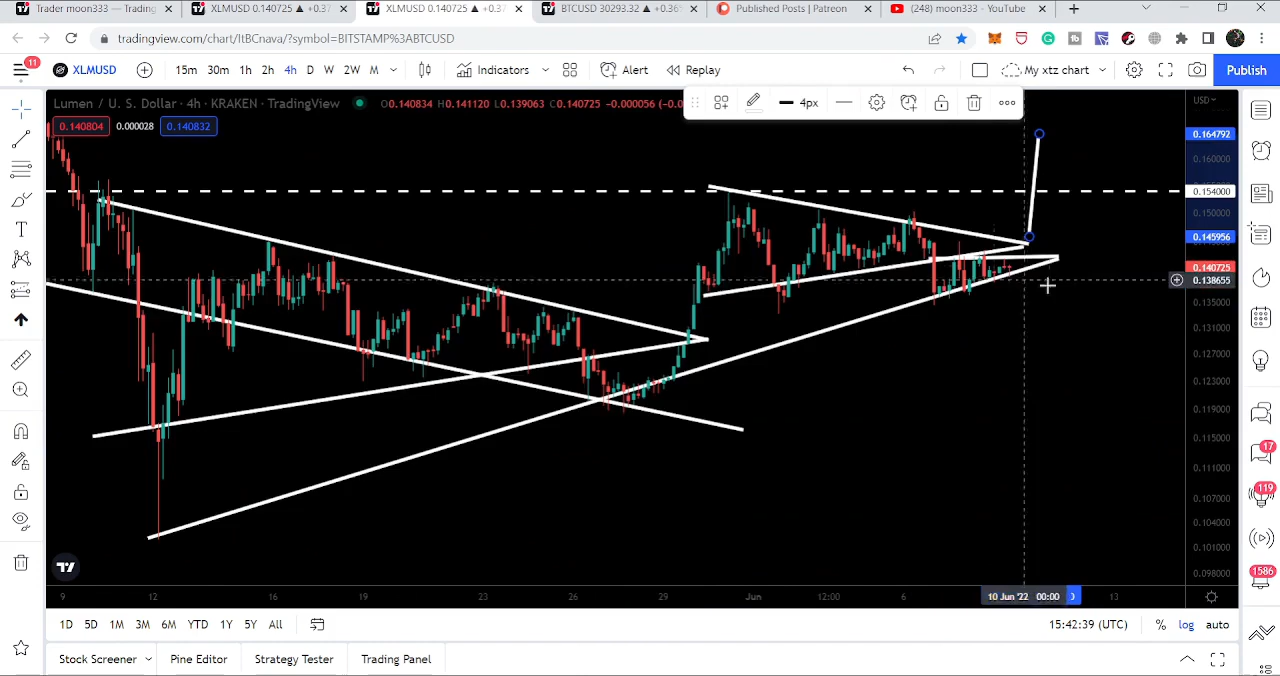 Trader moon333 — Trading
XLMUSD 0.140725 ▲ +0.37
XLMUSD 0.140725 ▲ +0.37
BTCUSD 30293.32 ▲ +0.36
Published Posts | Patreon
(248) moon333 - YouTube
tradingview.com/chart/ItBCnava/?symbol=BITSTAMP%3ABTCUSD
11
XLMUSD
15m 30m 1h 2h 4h D W 2W M
Indicators
Alert
Replay
My xtz chart
Publish
Lumen / U. S. Dollar · 4h · KRAKEN · TradingView
O0.140834 H0.141120 L0.139063 C0.140725 -0.000056 (-0.0
4px
USD
0.140804 0.000028 0.140832
0.164792
0.160000
0.154000
0.150000
0.145956
0.140725
0.138655
0.135000
0.131000
0.127000
0.123000
0.119000
0.115000
0.111000
0.107000
0.104000
0.101000
0.098000
17
119
1586
9 12 16 19 23 26 29 Jun 12:00 6 10 Jun '22 00:00 13
1D 5D 1M 3M 6M YTD 1Y 5Y All
15:42:39 (UTC) % log auto
Stock Screener Pine Editor Strategy Tester Trading Panel